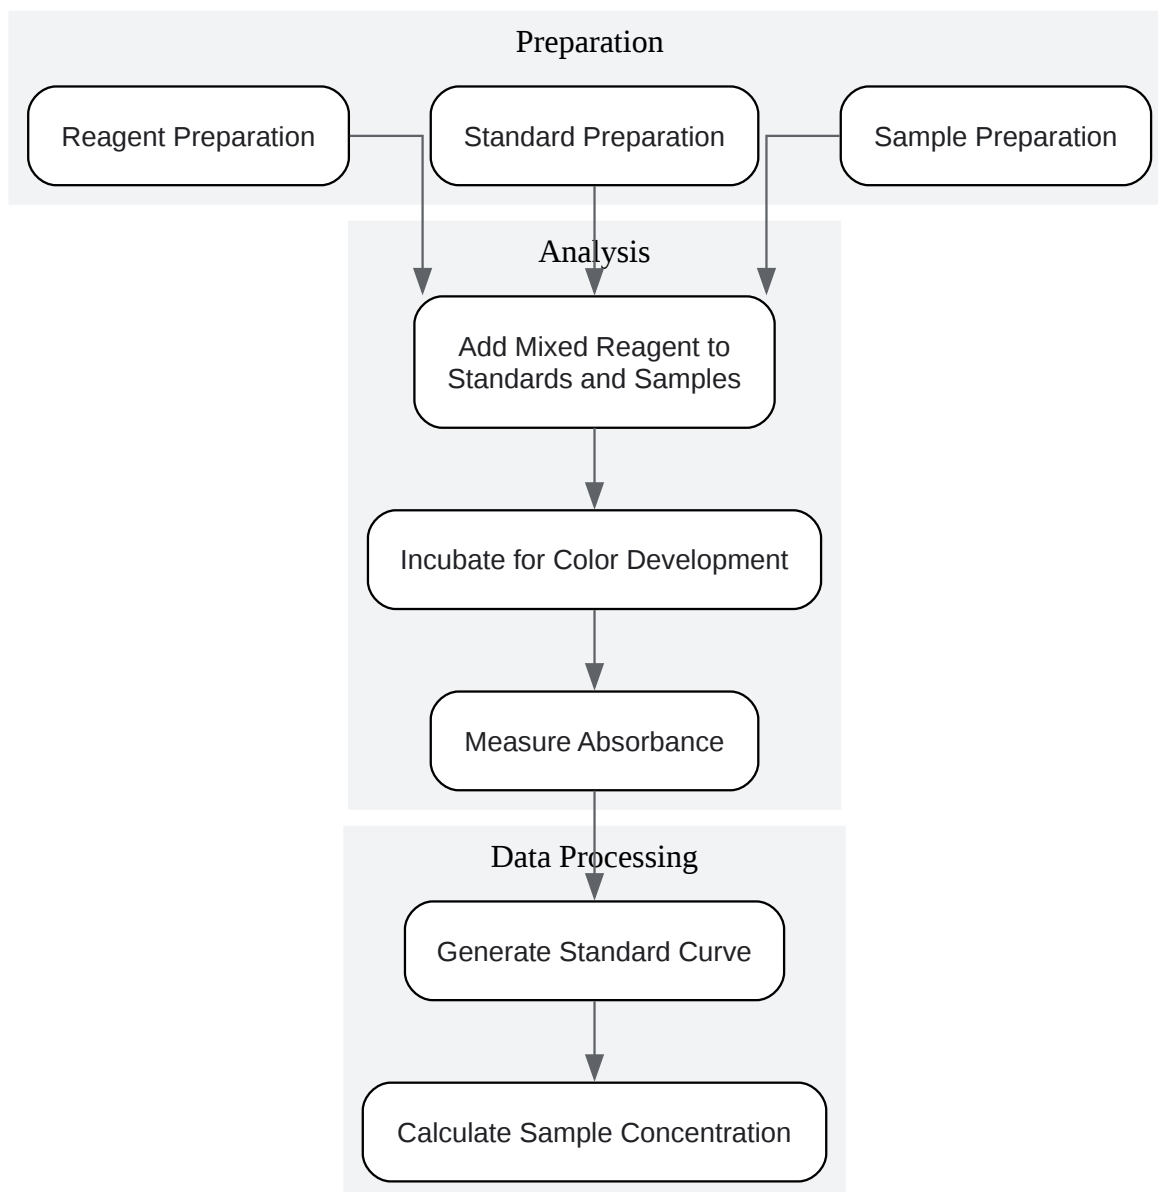 Preparation
Reagent Preparation
Standard Preparation
Sample Preparation
Analysis
Add Mixed Reagent to
Standards and Samples
Incubate for Color Development
Measure Absorbance
Data Processing
Generate Standard Curve
Calculate Sample Concentration